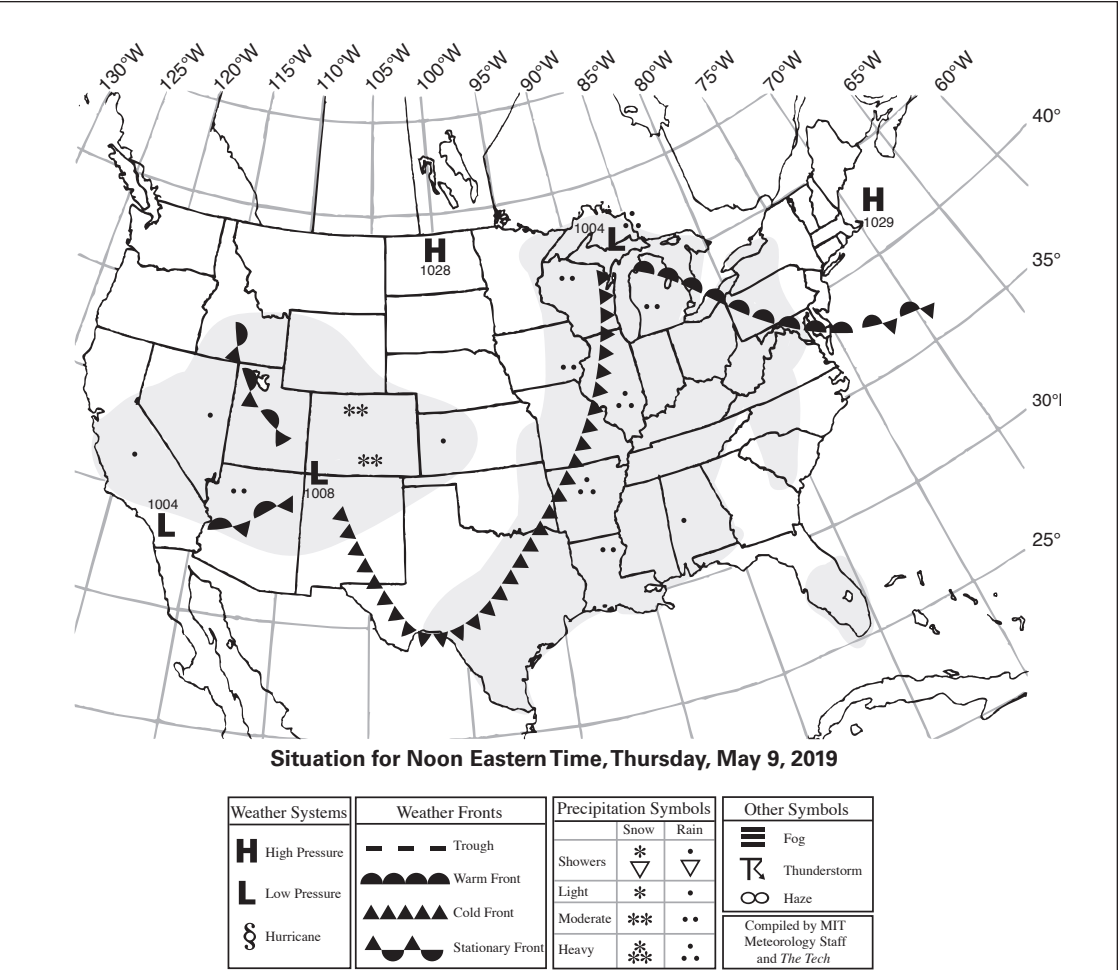 130°W 125°W 120°W 115°W 110°W 105°W 100°W 95°W 90°W 85°W 80°W 75°W 70°W 65°W 60°W
40°
H
1029
1004
L
H
1028
35°
30°
L
1008
1004
L
25°
Situation for Noon Eastern Time, Thursday, May 9, 2019
Weather Systems
H High Pressure
L Low Pressure
Hurricane
Weather Fronts
Trough
Warm Front
Cold Front
Stationary Front
Precipitation Symbols
Snow Rain
Showers
Light
Moderate
Heavy
Other Symbols
Fog
Thunderstorm
Haze
Compiled by MIT
Meteorology Staff
and The Tech